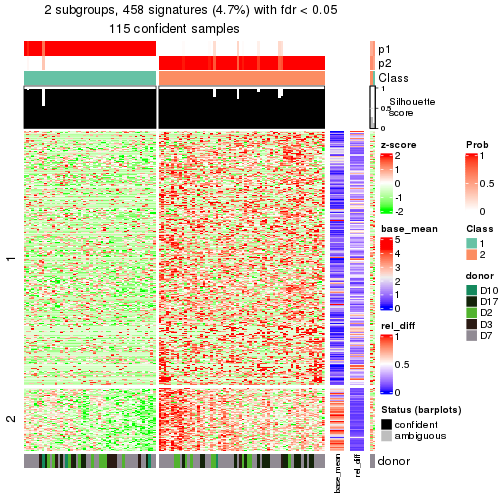 2 subgroups, 458 signatures (4.7%) with fdr < 0.05
115 confident samples
p1
p2
Class
1
0.5
0
Silhouette
score
1
2
base_mean
rel_diff
donor
z-score
2
1
0
-1
-2
base_mean
5
4
3
2
1
0
rel_diff
1
0.5
0
Status (barplots)
confident
ambiguous
Prob
1
0.5
0
Class
1
2
donor
D10
D17
D2
D3
D7